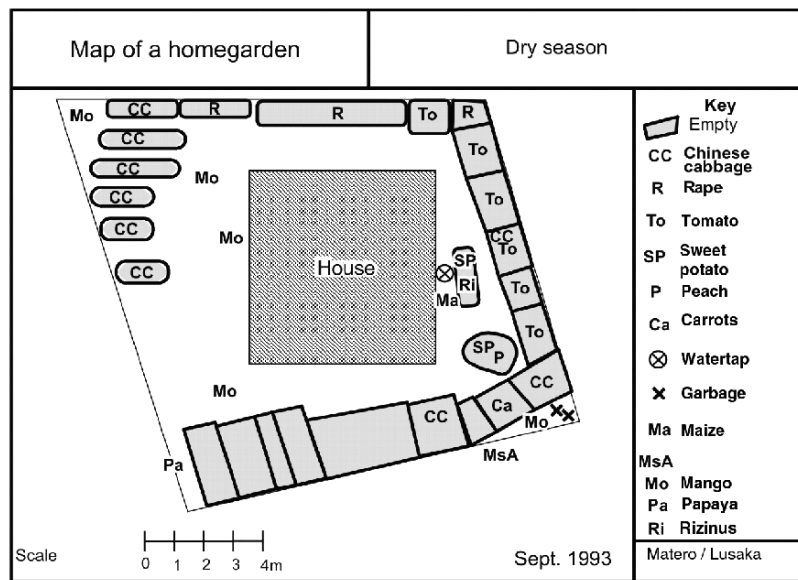 Map of a homegarden
Dry season
Mo
CC
R
R
To
R
CC
To
CC
Mo
CC
To
CC
Mo
CC
To
House
SP
Ri
CC
Ma
To
To
SP
P
Mo
CC
Ca
CC
Mo
MsA
Pa
Key
Empty
CC Chinese
cabbage
R Rape
To Tomato
SP Sweet
potato
P Peach
Ca Carrots
Watertap
Garbage
Ma Maize
MsA
Mo Mango
Pa Papaya
Ri Rizinus
Scale
0 1 2 3 4m
Sept. 1993
Matero / Lusaka